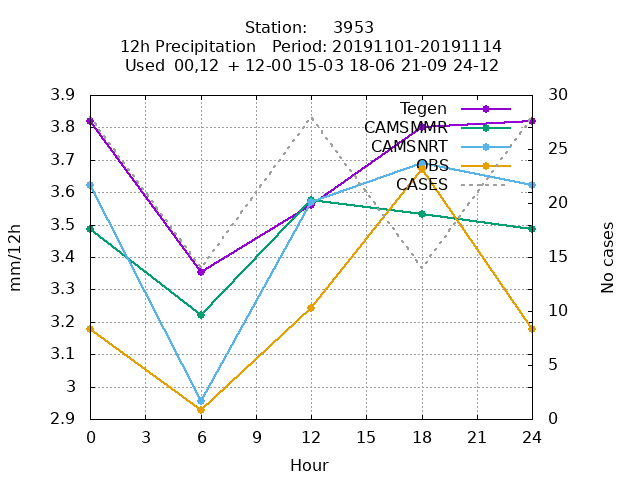 Station:     3953
12h Precipitation   Period: 20191101-20191114
Used  00,12  + 12-00 15-03 18-06 21-09 24-12
3.9
3.8
3.7
3.6
3.5
3.4
3.3
3.2
3.1
3
2.9
mm/12h
Tegen
CAMSMMR
CAMSNRT
OBS
CASES
30
25
20
15
10
5
0
No cases
0 3 6 9 12 15 18 21 24
Hour